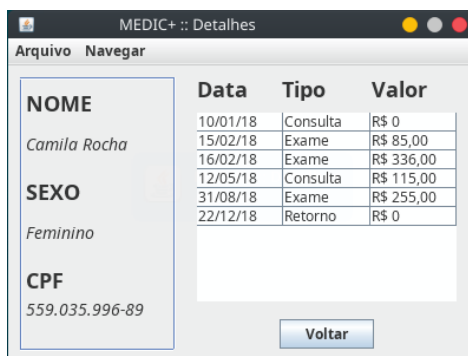 MEDIC+ :: Detalhes
Arquivo Navegar
NOME
Camila Rocha
SEXO
Feminino
CPF
559.035.996-89
Data Tipo Valor
10/01/18 Consulta R$ 0
15/02/18 Exame R$ 85,00
16/02/18 Exame R$ 336,00
12/05/18 Consulta R$ 115,00
31/08/18 Exame R$ 255,00
22/12/18 Retorno R$ 0
Voltar